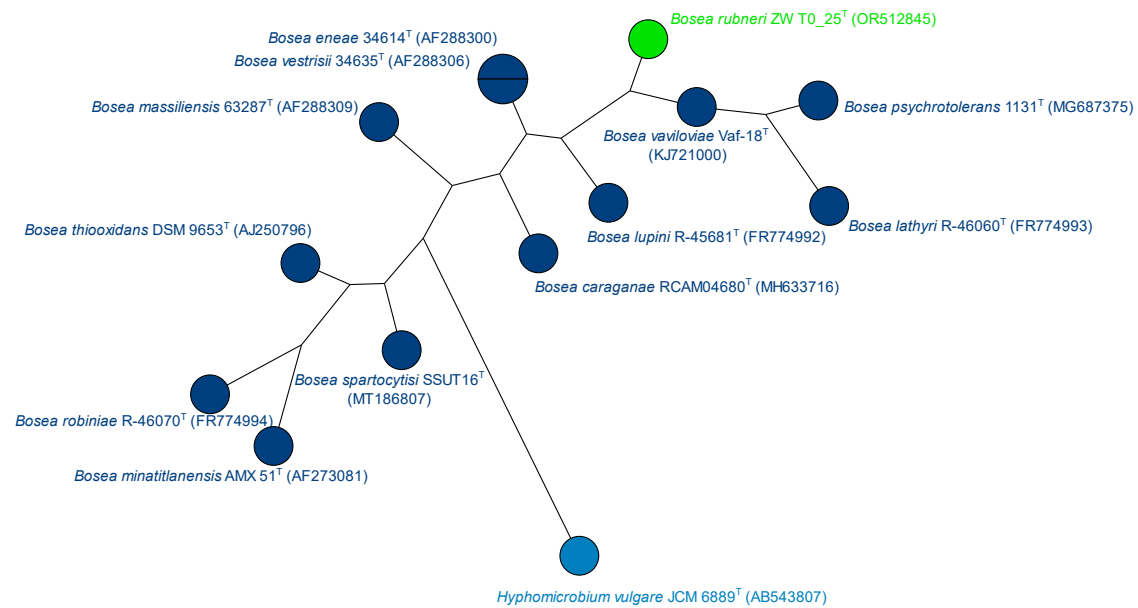 Bosea rubneri ZW T0_25ᵀ (OR512845)
Bosea eneae 34614ᵀ (AF288300)
Bosea vestrisii 34635ᵀ (AF288306)
Bosea massiliensis 63287ᵀ (AF288309)
Bosea psychrotolerans 1131ᵀ (MG687375)
Bosea vaviloviae Vaf-18ᵀ
(KJ721000)
Bosea thiooxidans DSM 9653ᵀ (AJ250796)
Bosea lupini R-45681ᵀ (FR774992)
Bosea lathyri R-46060ᵀ (FR774993)
Bosea caraganae RCAM04680ᵀ (MH633716)
Bosea spartocytisi SSUT16ᵀ
(MT186807)
Bosea robiniae R-46070ᵀ (FR774994)
Bosea minatitlanensis AMX 51ᵀ (AF273081)
Hyphomicrobium vulgare JCM 6889ᵀ (AB543807)